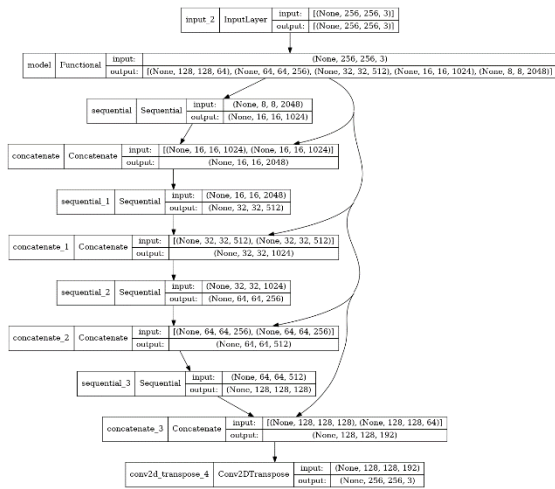 input_2 InputLayer input: [(None, 256, 256, 3)]
output: [(None, 256, 256, 3)]
model Functional input: (None, 256, 256, 3)
output: [(None, 128, 128, 64), (None, 64, 64, 256), (None, 32, 32, 512), (None, 16, 16, 1024), (None, 8, 8, 2048)]
sequential Sequential input: (None, 8, 8, 2048)
output: (None, 16, 16, 1024)
concatenate Concatenate input: [(None, 16, 16, 1024), (None, 16, 16, 1024)]
output: (None, 16, 16, 2048)
sequential_1 Sequential input: (None, 16, 16, 2048)
output: (None, 32, 32, 512)
concatenate_1 Concatenate input: [(None, 32, 32, 512), (None, 32, 32, 512)]
output: (None, 32, 32, 1024)
sequential_2 Sequential input: (None, 32, 32, 1024)
output: (None, 64, 64, 256)
concatenate_2 Concatenate input: [(None, 64, 64, 256), (None, 64, 64, 256)]
output: (None, 64, 64, 512)
sequential_3 Sequential input: (None, 64, 64, 512)
output: (None, 128, 128, 128)
concatenate_3 Concatenate input: [(None, 128, 128, 128), (None, 128, 128, 64)]
output: (None, 128, 128, 192)
conv2d_transpose_4 Conv2DTranspose input: (None, 128, 128, 192)
output: (None, 256, 256, 3)